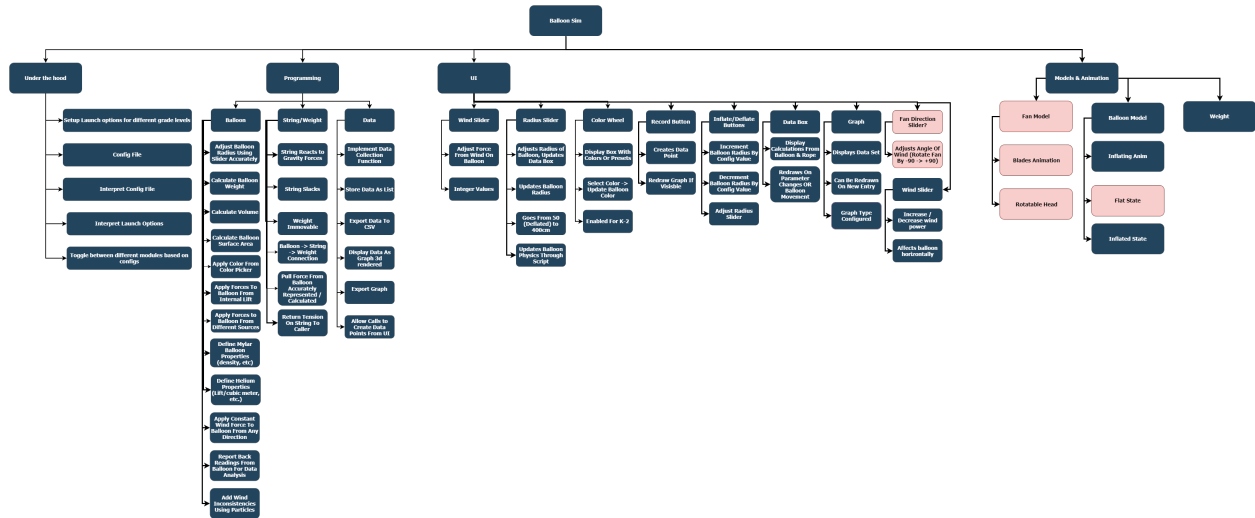 Balloon Sim
Under the hood
Setup Launch options for different grade levels
Config File
Interpret Config File
Interpret Launch Options
Toggle between different modules based on
configs
Programming
Balloon
Adjust Balloon
Radius Using
Slider Accurately
Calculate Balloon
Weight
Calculate Volume
Calculate Balloon
Surface Area
Apply Color From
Color Picker
Apply Forces To
Balloon From
Internal Lift
Apply Forces to
Balloon From
Different Sources
Define Mylar
Balloon
Properties
(density, etc)
Define Helium
Properties
(Lift/cubic meter,
etc.)
Apply Constant
Wind Force To
Balloon From Any
Direction
Report Back
Readings From
Balloon For Data
Analysis
Add Wind
Inconsistencies
Using Particles
String/Weight
String Reacts to
Gravity Forces
String Slacks
Weight
Immovable
Balloon -> String
-> Weight
Connection
Pull Force From
Balloon
Accurately
Represented /
Calculated
Return Tension
On String To
Caller
Data
Implement Data
Collection
Function
Store Data As List
Export Data To
CSV
Display Data As
Graph 3d
rendered
Export Graph
Allow Calls to
Create Data
Points From UI
UI
Wind Slider
Adjust Force
From Wind On
Balloon
Integer Values
Radius Slider
Adjusts Radius of
Balloon, Updates
Data Box
Updates Balloon
Radius
Goes From 50
(Deflated) to
400cm
Updates Balloon
Physics Through
Script
Color Wheel
Display Box With
Colors Or Presets
Select Color ->
Update Balloon
Color
Enabled For K-2
Record Button
Creates Data
Point
Redraw Graph If
Visisble
Inflate/Deflate
Buttons
Increment
Balloon Radius By
Config Value
Decrement
Balloon Radius By
Config Value
Adjust Radius
Slider
Data Box
Display
Calculations From
Balloon & Rope
Redraws On
Parameter
Changes OR
Balloon
Movement
Graph
Displays Data Set
Can Be Redrawn
On New Entry
Graph Type
Configured
Fan Direction
Slider?
Adjusts Angle Of
Wind (Rotate Fan
By -90 -> +90)
Wind Slider
Increase /
Decrease wind
power
Affects balloon
horizontally
Models & Animation
Fan Model
Blades Animation
Rotatable Head
Balloon Model
Inflating Anim
Flat State
Inflated State
Weight